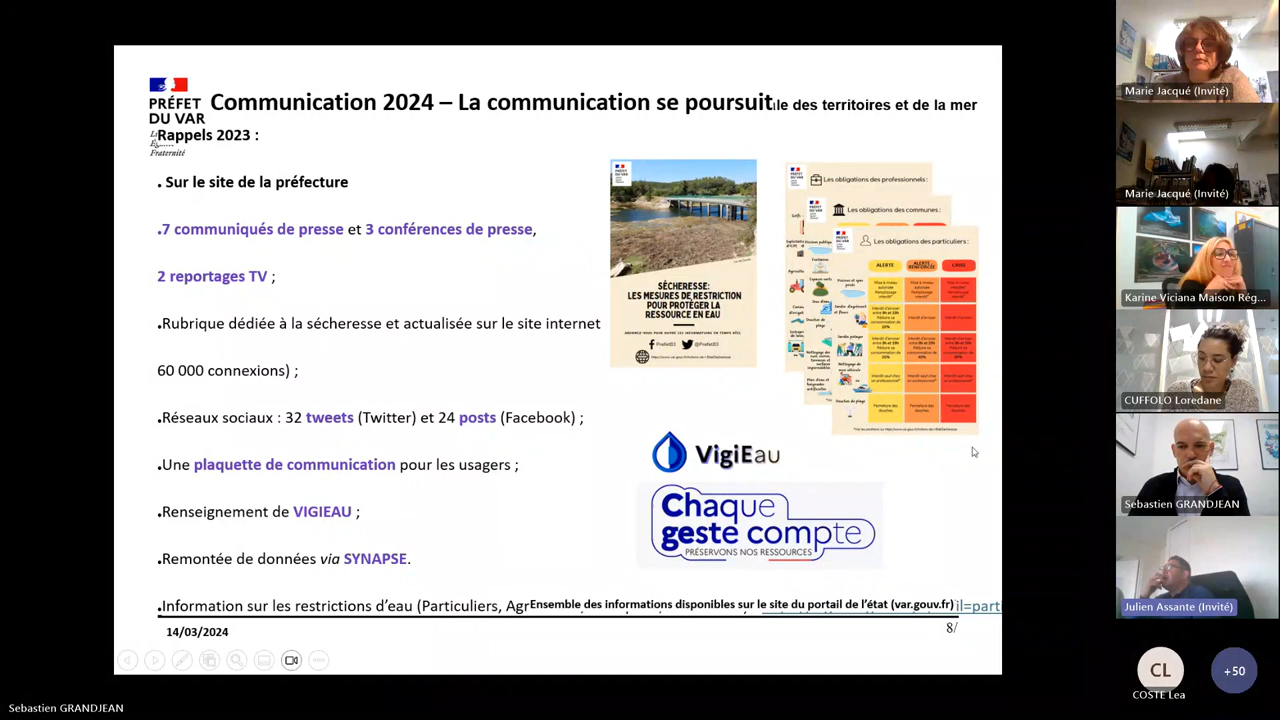 PRÉFET
DU VAR
Fraternité
Communication 2024 – La communication se poursuit
le des territoires et de la mer
Rappels 2023 :
Sur le site de la préfecture
7 communiqués de presse et 3 conférences de presse,
2 reportages TV ;
Rubrique dédiée à la sécheresse et actualisée sur le site internet
60 000 connexions) ;
Réseaux sociaux : 32 tweets (Twitter) et 24 posts (Facebook) ;
Une plaquette de communication pour les usagers ;
Renseignement de VIGIEAU ;
Remontée de données via SYNAPSE.
Information sur les restrictions d'eau (Particuliers, Agr
Ensemble des informations disponibles sur le site du portail de l'état (var.gouv.fr)
14/03/2024
8/
SÉCHERESSE:
LES MESURES DE RESTRICTION
POUR PROTÉGER LA
RESSOURCE EN EAU
@Prefet83
Les obligations des professionnels :
Les obligations des communes :
Les obligations des particuliers :
ALERTE
ALERTE RENFORCÉE
CRISE
VigiEau
Chaque
geste compte
PRÉSERVONS NOS RESSOURCES
Marie Jacqué (Invité)
Marie Jacqué (Invité)
Karine Viciana Maison Rég...
CUFFOLO Loredane
Sebastien GRANDJEAN
Julien Assante (Invité)
CL
COSTE Lea
+50
Sebastien GRANDJEAN